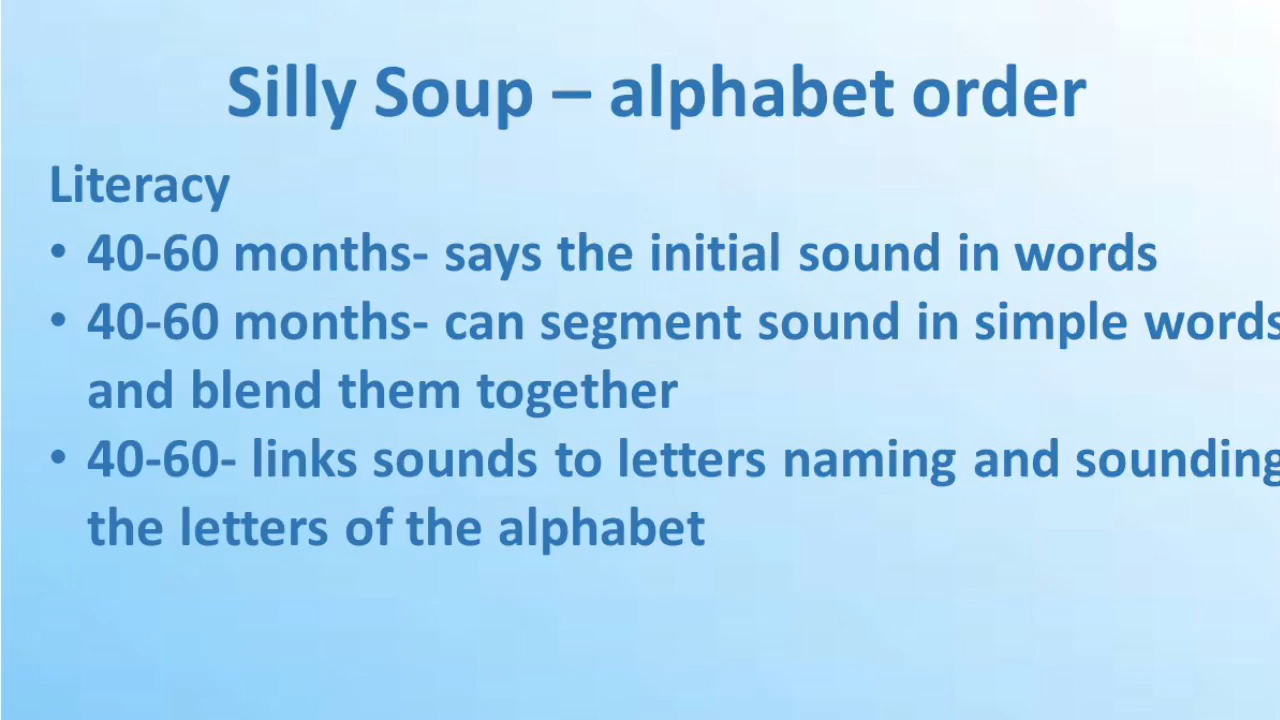 Silly Soup – alphabet order
Literacy
• 40-60 months- says the initial sound in words
• 40-60 months- can segment sound in simple words
and blend them together
• 40-60- links sounds to letters naming and sounding
the letters of the alphabet